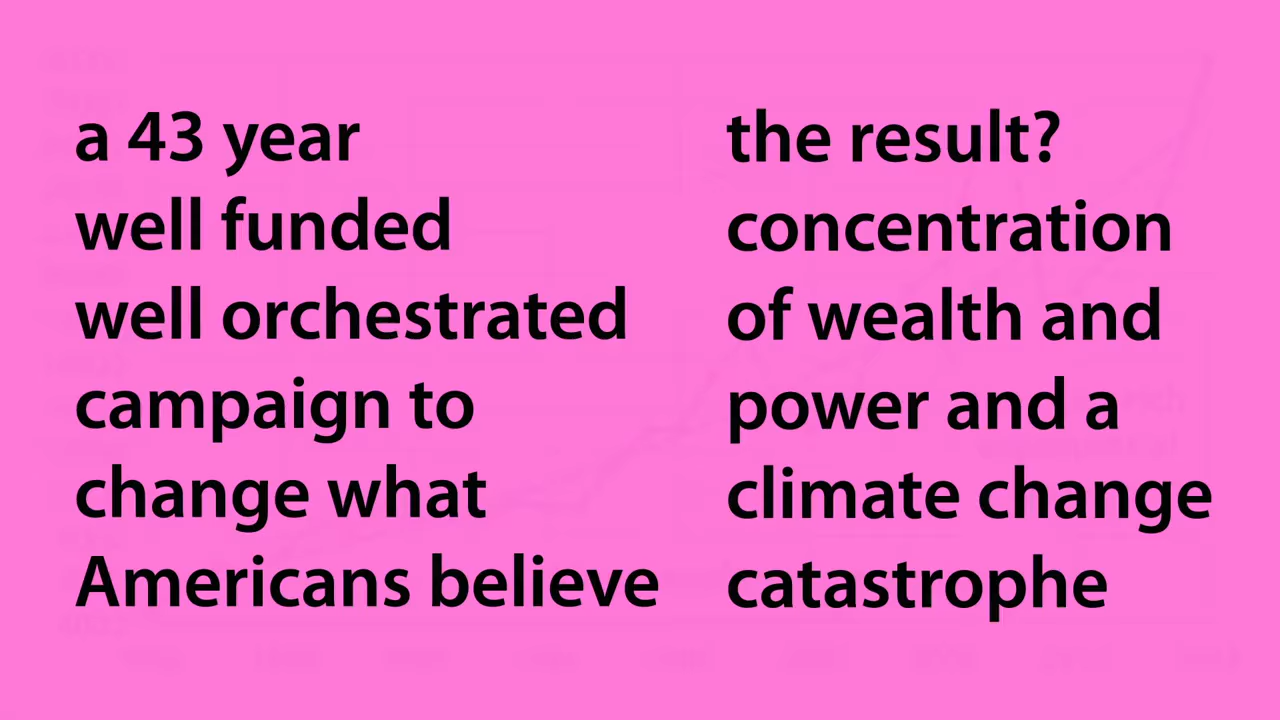 a 43 year
well funded
well orchestrated
campaign to
change what
Americans believe
the result?
concentration
of wealth and
power and a
climate change
catastrophe